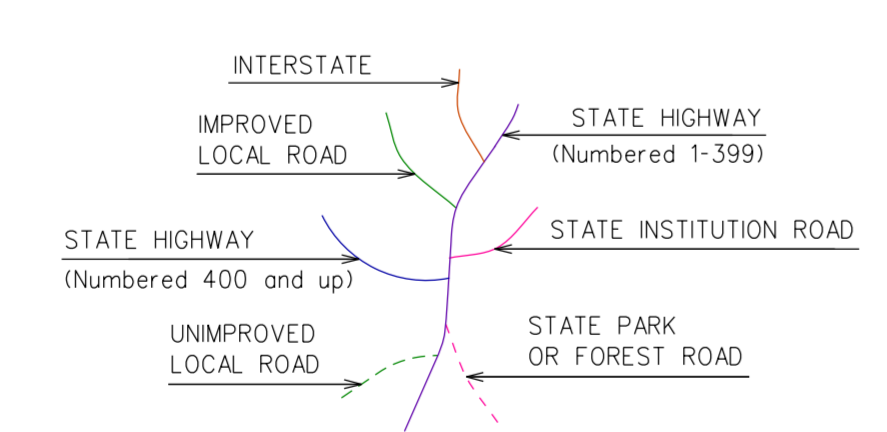 INTERSTATE
STATE HIGHWAY
(Numbered 1-399)
IMPROVED
LOCAL ROAD
STATE INSTITUTION ROAD
STATE HIGHWAY
(Numbered 400 and up)
STATE PARK
OR FOREST ROAD
UNIMPROVED
LOCAL ROAD